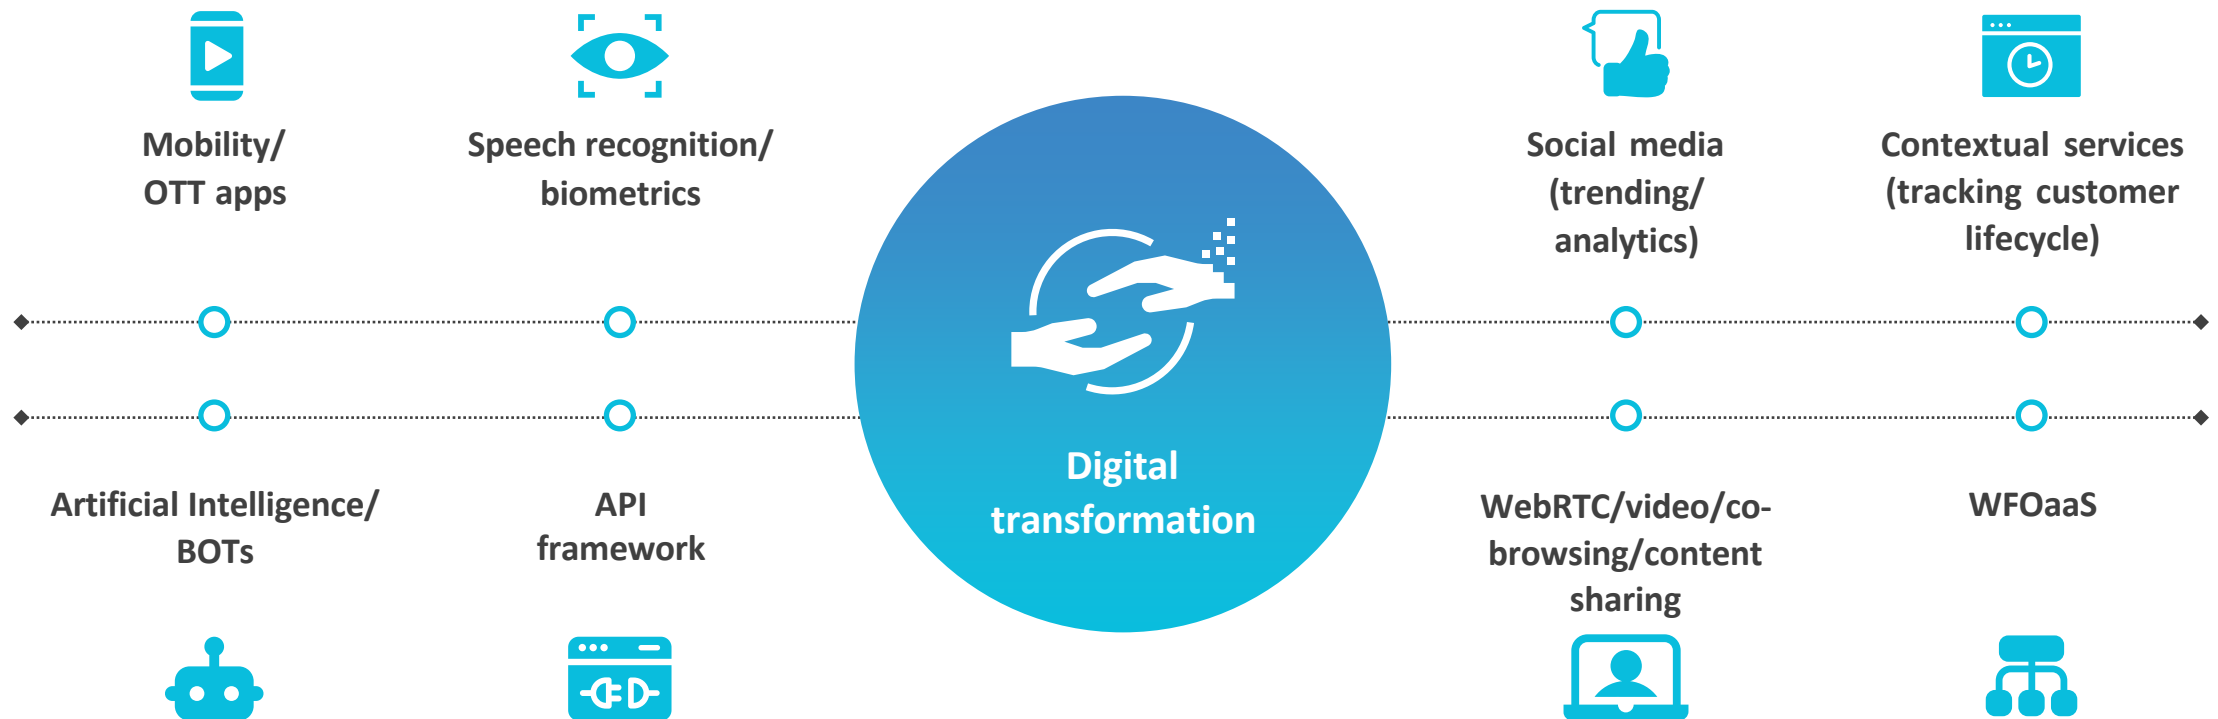 Mobility/
OTT apps
Speech recognition/
biometrics
Social media
(trending/
analytics)
Contextual services
(tracking customer
lifecycle)
Digital
transformation
Artificial Intelligence/
BOTs
API
framework
WebRTC/video/co-
browsing/content
sharing
WFOaaS